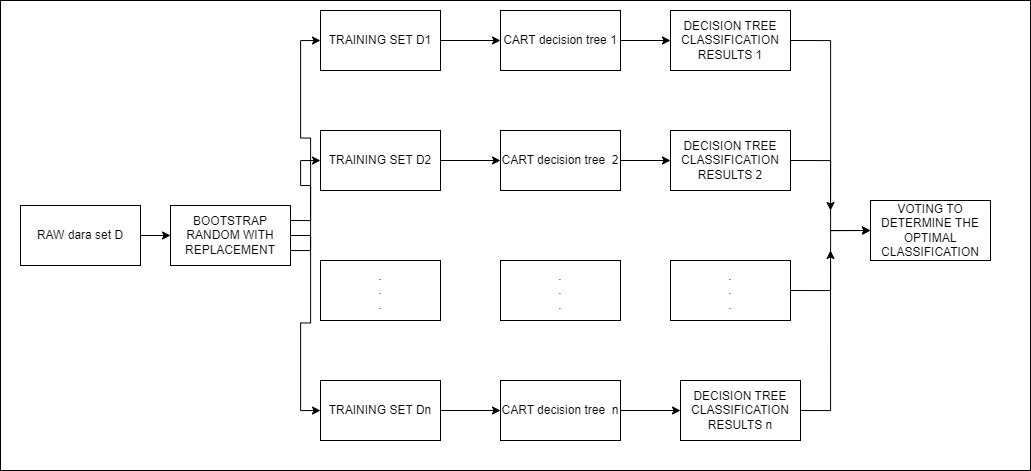 TRAINING SET D1
CART decision tree 1
DECISION TREE
CLASSIFICATION
RESULTS 1
TRAINING SET D2
CART decision tree  2
DECISION TREE
CLASSIFICATION
RESULTS 2
RAW dara set D
BOOTSTRAP
RANDOM WITH
REPLACEMENT
VOTING TO
DETERMINE THE
OPTIMAL
CLASSIFICATION
.
.
.
.
.
.
.
.
.
TRAINING SET Dn
CART decision tree  n
DECISION TREE
CLASSIFICATION
RESULTS n